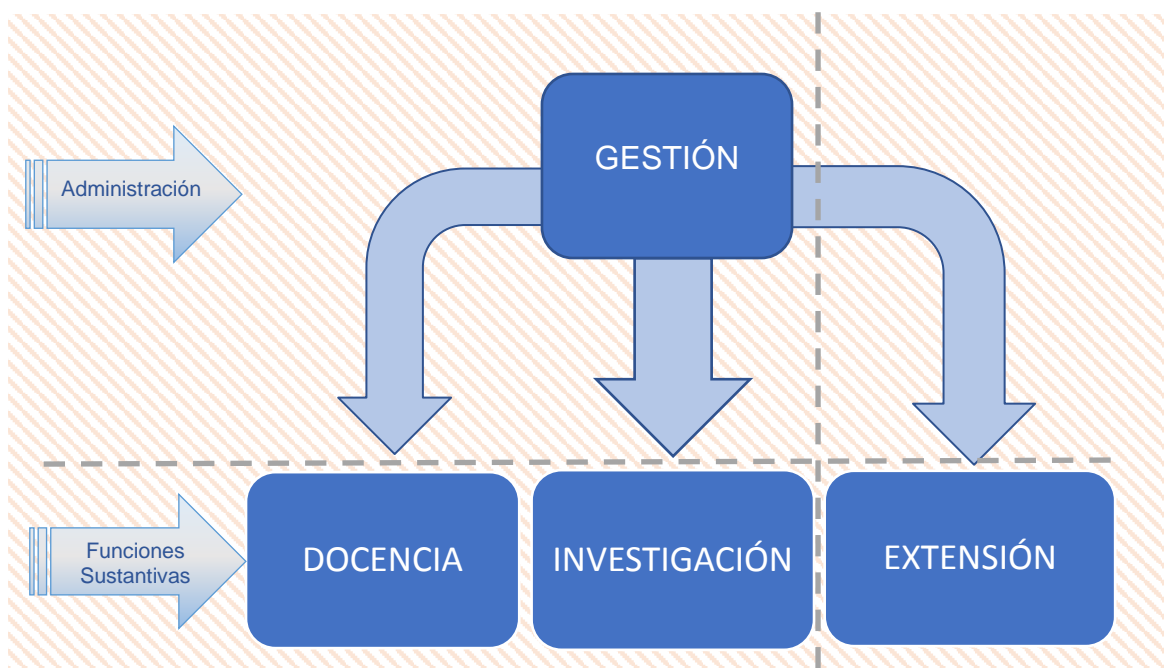 GESTIÓN
Administración
Funciones
Sustantivas
DOCENCIA
INVESTIGACIÓN
EXTENSIÓN